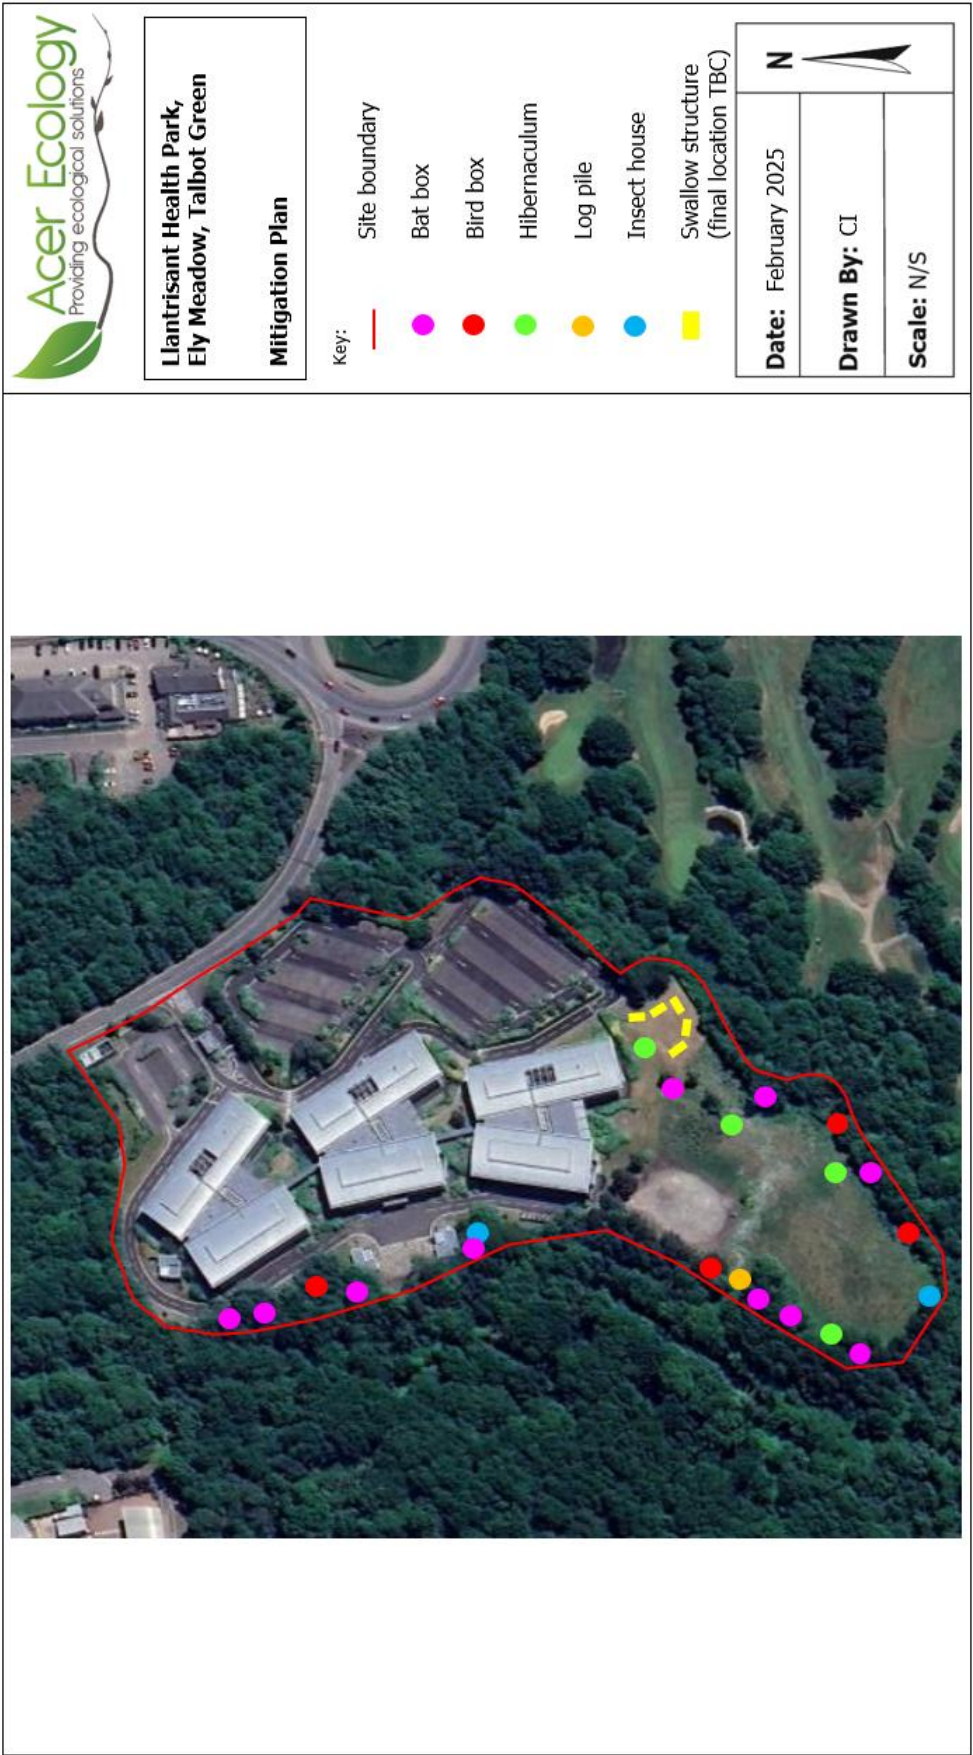 Acer Ecology
Providing ecological solutions
Llantrisant Health Park,
Ely Meadow, Talbot Green
Mitigation Plan
Key:
Site boundary
Bat box
Bird box
Hibernaculum
Log pile
Insect house
Swallow structure
(final location TBC)
Date: February 2025
N
Drawn By: CI
Scale: N/S